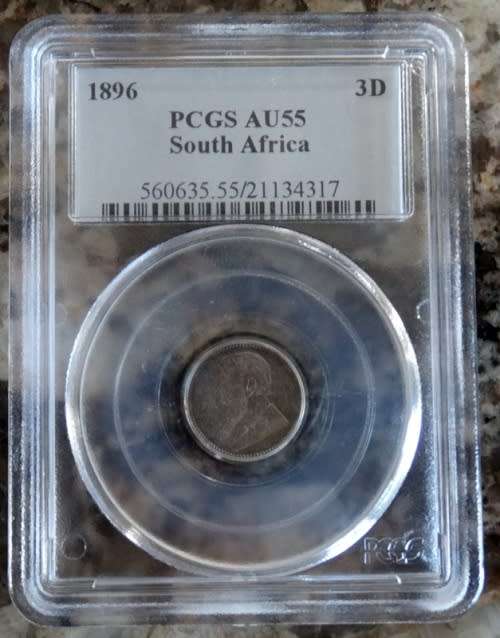 1896 3D
PCGS AU55
South Africa
560635.55/21134317
PCGS